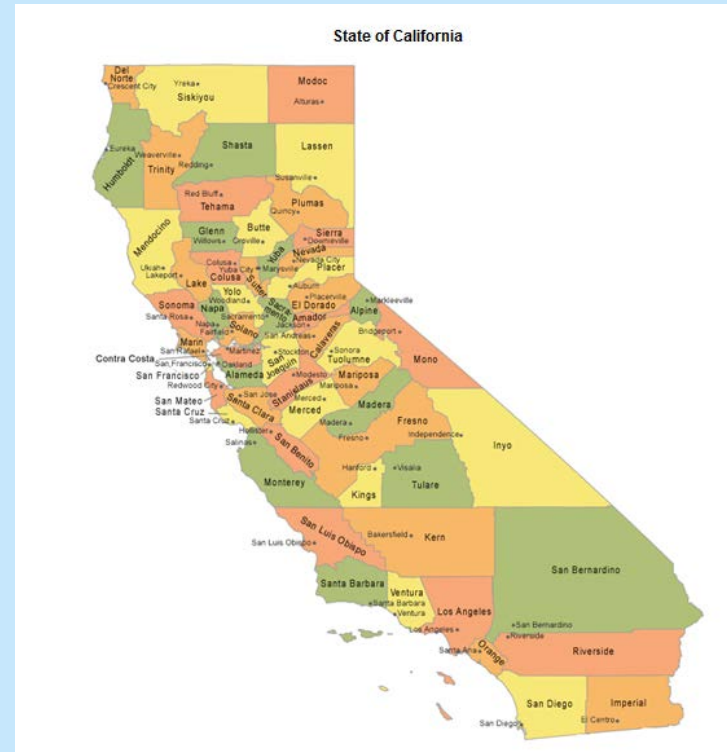 State of California
Del
Norte
Crescent City
Yreka
Siskiyou
Modoc
Alturas
Eureka
Humboldt
Weaverville
Trinity
Redding
Shasta
Lassen
Susanville
Red Bluff
Tehama
Plumas
Quincy
Mendocino
Glenn
Willows
Butte
Oroville
Sierra
Downieville
Ukiah
Lakeport
Lake
Colusa
Colusa
Yuba City
Yuba
Marysville
Sutter
Nevada
Nevada City
Placer
Auburn
Sonoma
Santa Rosa
Napa
Napa
Yolo
Woodland
Sacramento
Sacra-
mento
El Dorado
Placerville
Amador
Jackson
Alpine
Markleeville
Solano
Fairfield
Marin
San Rafael
San Andreas
Calaveras
Bridgeport
Mono
Contra Costa
Martinez
Stockton
San
Joaquin
Sonora
Tuolumne
San Francisco
San Francisco
Oakland
Alameda
Modesto
Stanislaus
Mariposa
Mariposa
Redwood City
San Mateo
Santa Cruz
San Jose
Santa Clara
Merced
Merced
Madera
Madera
Santa Cruz
Hollister
Salinas
San Benito
Fresno
Fresno
Independence
Inyo
Monterey
Hanford
Kings
Visalia
Tulare
San Luis Obispo
San Luis Obispo
Bakersfield
Kern
San Bernardino
Santa Barbara
Santa Barbara
Ventura
Ventura
Los Angeles
Los Angeles
San Bernardino
Riverside
Santa Ana
Orange
Riverside
San Diego
San Diego
Imperial
El Centro